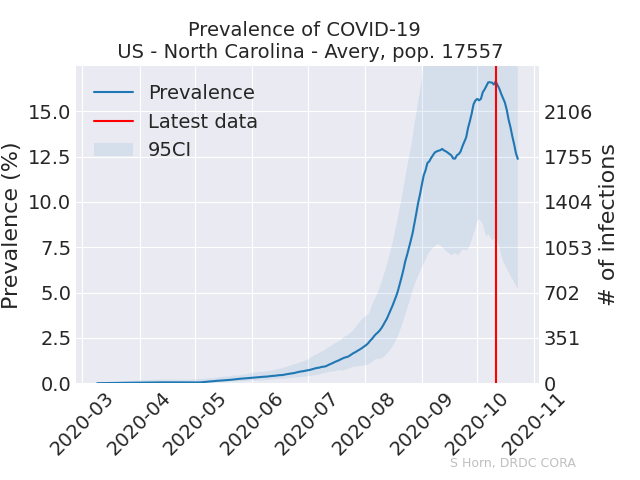 Prevalence of COVID-19
US - North Carolina - Avery, pop. 17557
Prevalence
Latest data
95CI
Prevalence (%)
15.0
12.5
10.0
7.5
5.0
2.5
0.0
2106
1755
1404
1053
702
351
0
# of infections
2020-03
2020-04
2020-05
2020-06
2020-07
2020-08
2020-09
2020-10
2020-11
S Horn, DRDC CORA